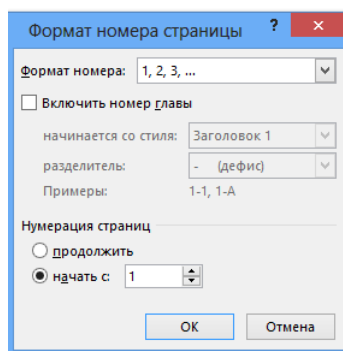 Формат номера страницы ? ×
Формат номера: 1, 2, 3, ...
Включить номер главы
начинается со стиля: Заголовок 1
разделитель: - (дефис)
Примеры: 1-1, 1-A
Нумерация страниц
продолжить
начать с: 1
ОК Отмена